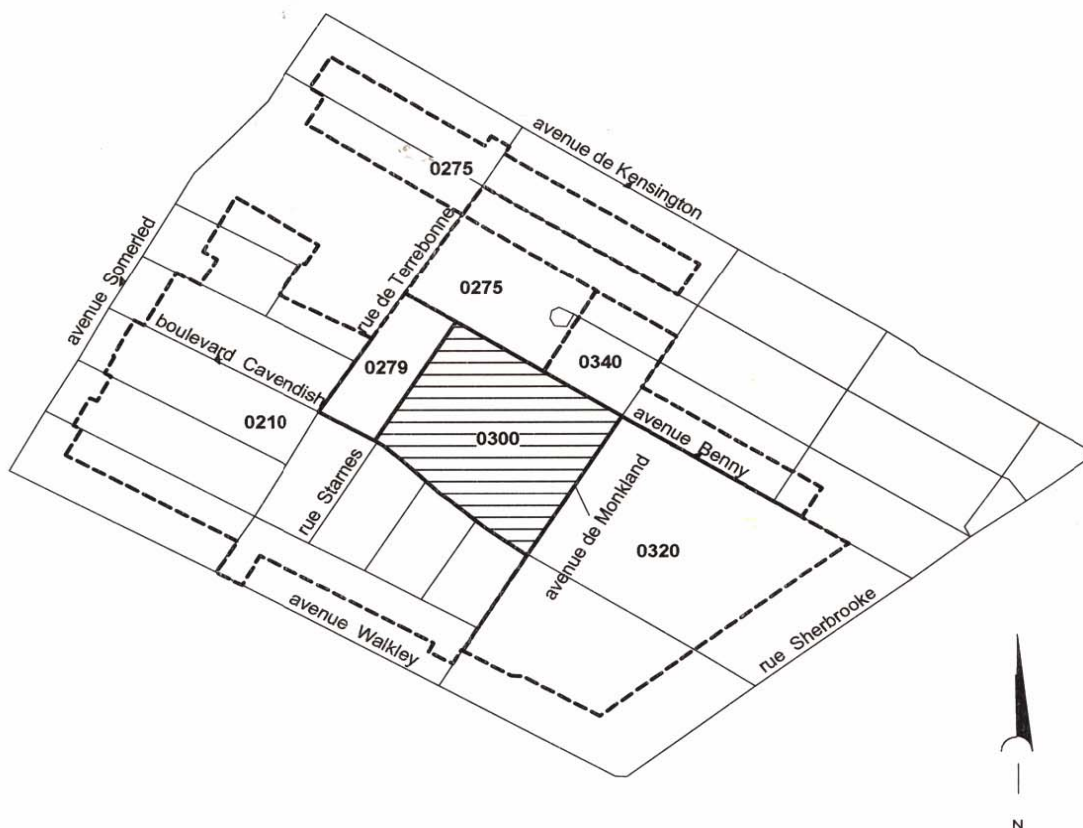 avenue de Kensington
0275
avenue Somerled
rue de Terrebonne
0275
boulevard Cavendish
0279
0340
0210
0300
avenue Benny
rue Starnes
avenue de Monkland
0320
avenue Walkley
rue Sherbrooke
N